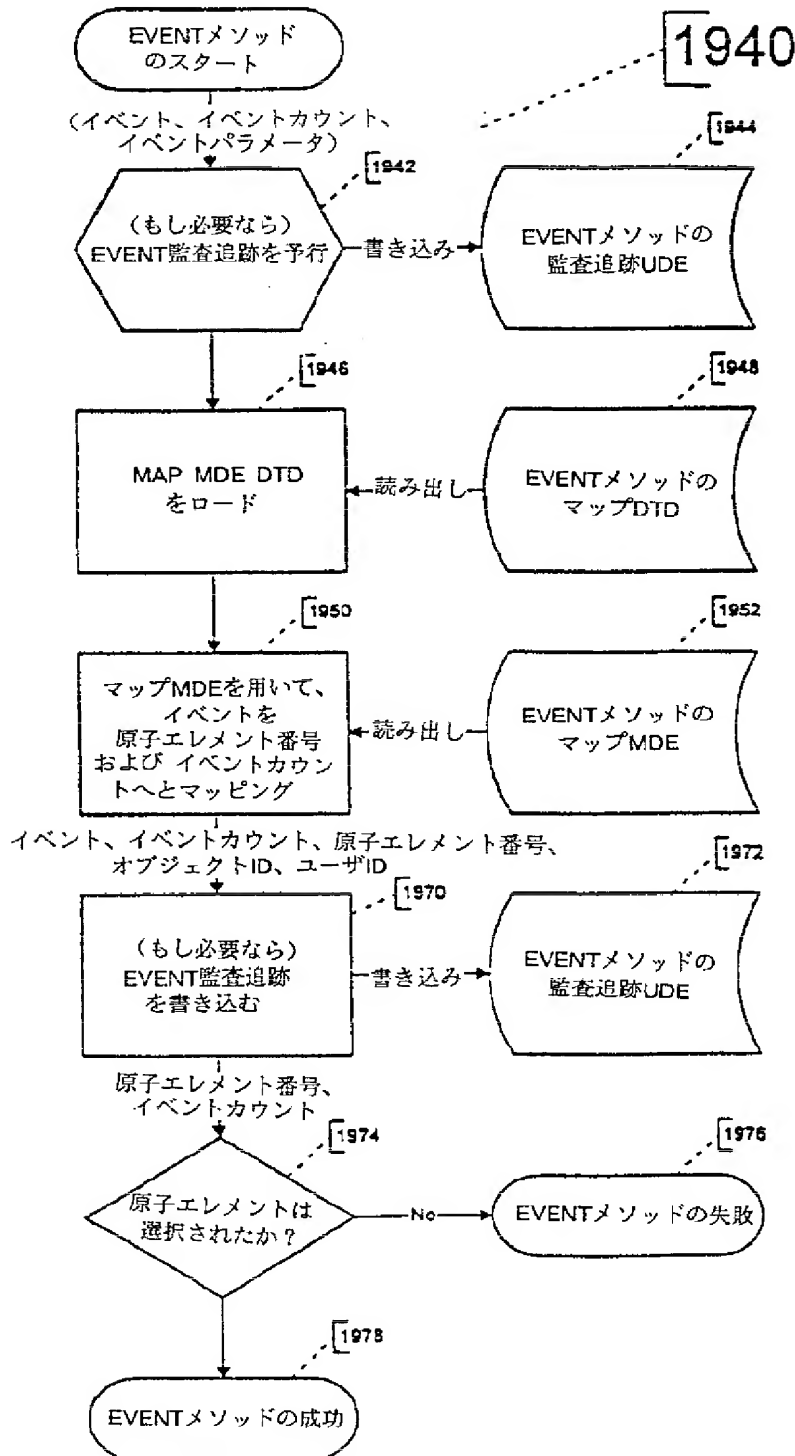 EVENTメソッド
のスタート
1940
(イベント、イベントカウント、
イベントパラメータ)
1942
1944
(もし必要なら)
EVENT監査追跡を予行
書き込み
EVENTメソッドの
監査追跡UDE
1946
1948
MAP MDE DTD
をロード
読み出し
EVENTメソッドの
マップDTD
1950
1952
マップMDEを用いて、
イベントを
原子エレメント番号
および イベントカウン
トへとマッピング
読み出し
EVENTメソッドの
マップMDE
イベント、イベントカウント、原子エレメント番号、
オブジェクトID、ユーザID
1970
1972
(もし必要なら)
EVENT監査追跡
を書き込む
書き込み
EVENTメソッドの
監査追跡UDE
原子エレメント番号、
イベントカウント
1974
1976
原子エレメントは
選択されたか?
No
EVENTメソッドの失敗
1978
EVENTメソッドの成功